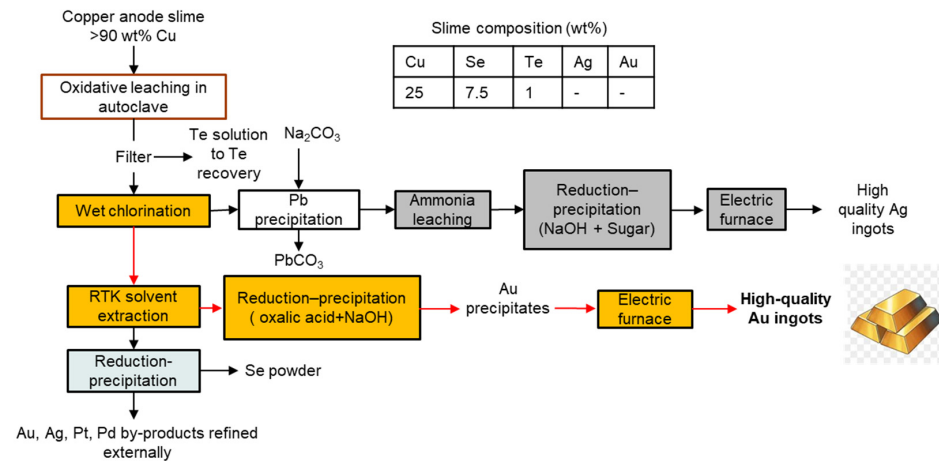 Copper anode slime
>90 wt% Cu
Slime composition (wt%)
Cu Se Te Ag Au
25 7.5 1 - -
Oxidative leaching in
autoclave
Filter
Te solution
to Te
recovery
Na₂CO₃
Wet chlorination
Pb
precipitation
Ammonia
leaching
Reduction–
precipitation
(NaOH + Sugar)
Electric
furnace
High
quality Ag
ingots
PbCO₃
RTK solvent
extraction
Reduction–precipitation
( oxalic acid+NaOH)
Au
precipitates
Electric
furnace
High-quality
Au ingots
Reduction-
precipitation
Se powder
Au, Ag, Pt, Pd by-products refined
externally